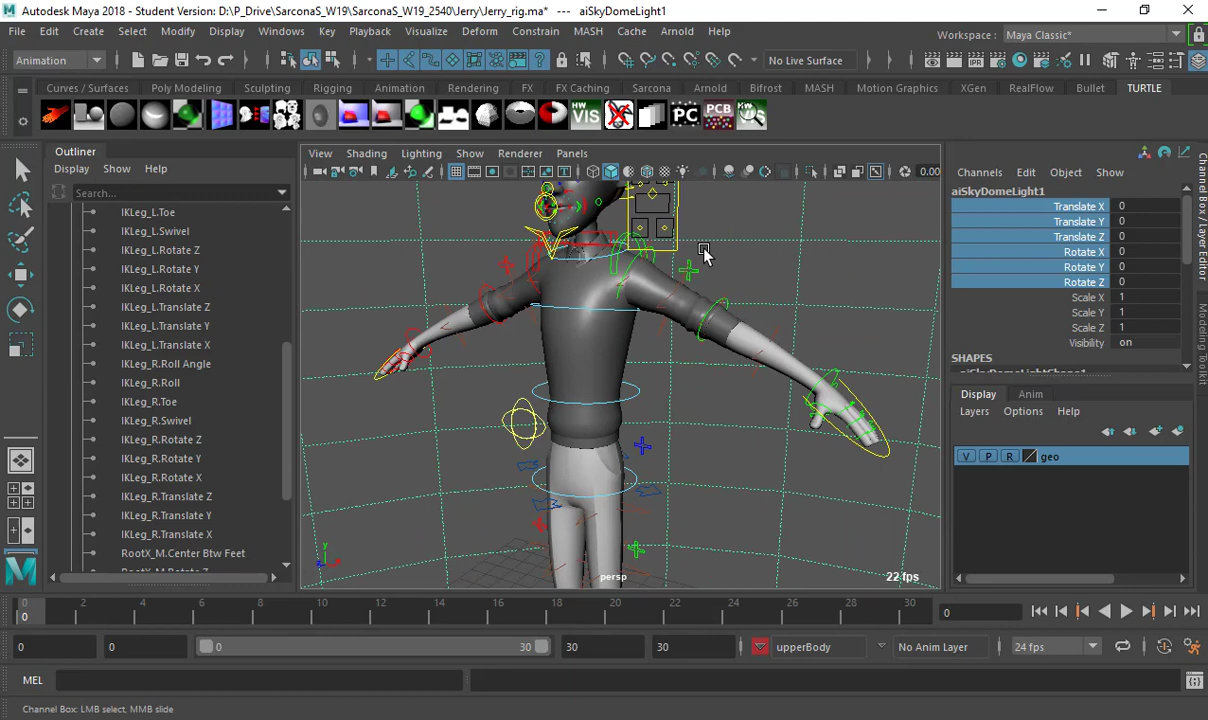 Autodesk Maya 2018 - Student Version: D:\P_Drive\SarconaS_W19\SarconaS_W19_2540\Jerry\Jerry_rig.ma* --- aiSkyDomeLight1
File Edit Create Select Modify Display Windows Key Playback Visualize Deform Constrain MASH Cache Arnold Help
Workspace : Maya Classic*
Animation
No Live Surface
Curves / Surfaces Poly Modeling Sculpting Rigging Animation Rendering FX FX Caching Sarcona Arnold Bifrost MASH Motion Graphics XGen RealFlow Bullet TURTLE
HW VIS PC PCB KW
Outliner
Display Show Help
Search...
IKLeg_L.Toe
IKLeg_L.Swivel
IKLeg_L.Rotate Z
IKLeg_L.Rotate Y
IKLeg_L.Rotate X
IKLeg_L.Translate Z
IKLeg_L.Translate Y
IKLeg_L.Translate X
IKLeg_R.Roll Angle
IKLeg_R.Roll
IKLeg_R.Toe
IKLeg_R.Swivel
IKLeg_R.Rotate Z
IKLeg_R.Rotate Y
IKLeg_R.Rotate X
IKLeg_R.Translate Z
IKLeg_R.Translate Y
IKLeg_R.Translate X
RootX_M.Center Btw Feet
View Shading Lighting Show Renderer Panels
0.00
y
z
persp
22 fps
Channels Edit Object Show
aiSkyDomeLight1
Translate X 0
Translate Y 0
Translate Z 0
Rotate X 0
Rotate Y 0
Rotate Z 0
Scale X 1
Scale Y 1
Scale Z 1
Visibility on
SHAPES
Display Anim
Layers Options Help
V P R geo
Channel Box / Layer Editor
Modeling Toolkit
0 2 4 6 8 10 12 14 16 18 20 22 24 26 28 30
0
0
0 0 0 30 30 30 upperBody No Anim Layer 24 fps
MEL
Channel Box: LMB select, MMB slide